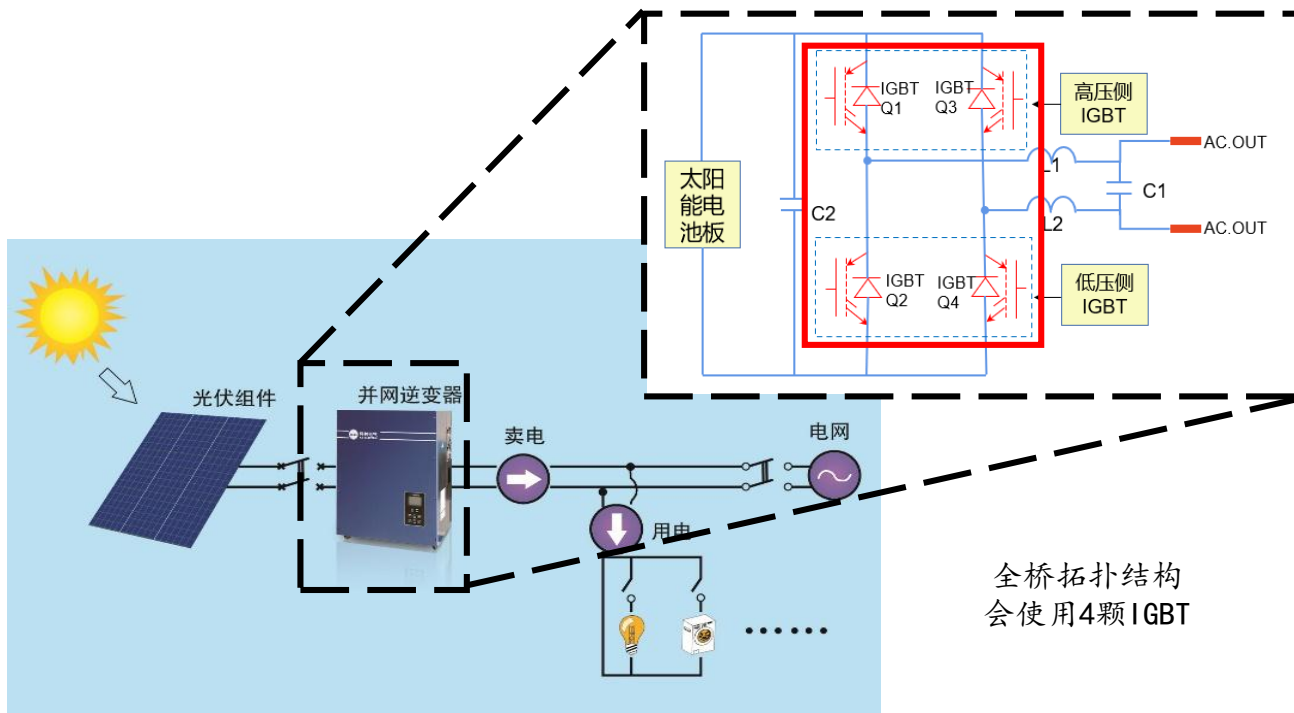 IGBT
Q1
IGBT
Q3
高压侧
IGBT
AC.OUT
L1
C1
太阳
能电
池板
C2
L2
AC.OUT
IGBT
Q2
IGBT
Q4
低压侧
IGBT
光伏组件
并网逆变器
卖电
电网
用电
全桥拓扑结构
会使用4颗IGBT